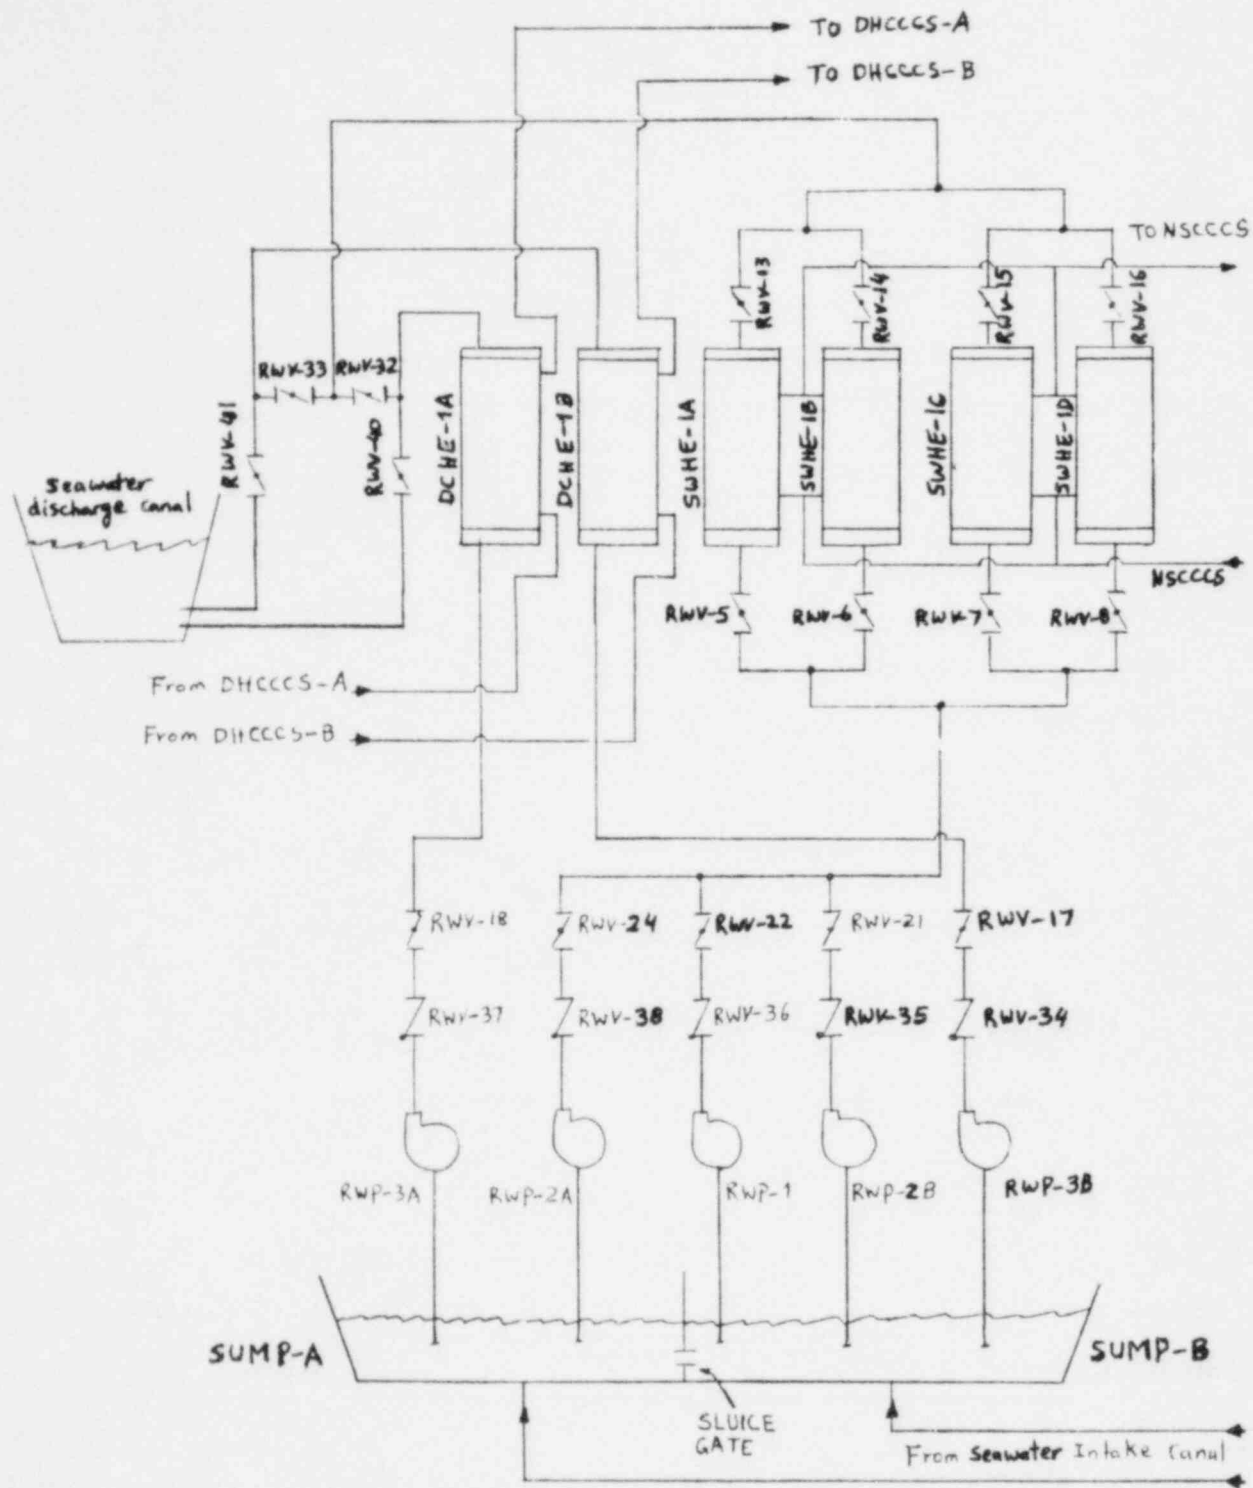 TO DHCCCS-A
TO DHCCCS-B
TO NSCCCS
RWV-13
RWV-14
RWV-15
RWV-16
RWV-33
RWV-32
RWV-41
RWV-40
DCHE-1A
DCHE-1B
SWHE-1A
SWHE-1B
SWHE-1C
SWHE-1D
seawater
discharge canal
NSCCCS
RWV-5
RWV-6
RWV-7
RWV-8
From DHCCCS-A
From DHCCCS-B
RWV-18
RWV-24
RWV-22
RWV-21
RWV-17
RWV-37
RWV-38
RWV-36
RWV-35
RWV-34
RWP-3A
RWP-2A
RWP-1
RWP-2B
RWP-3B
SUMP-A
SUMP-B
SLUICE
GATE
From seawater Intake Canal